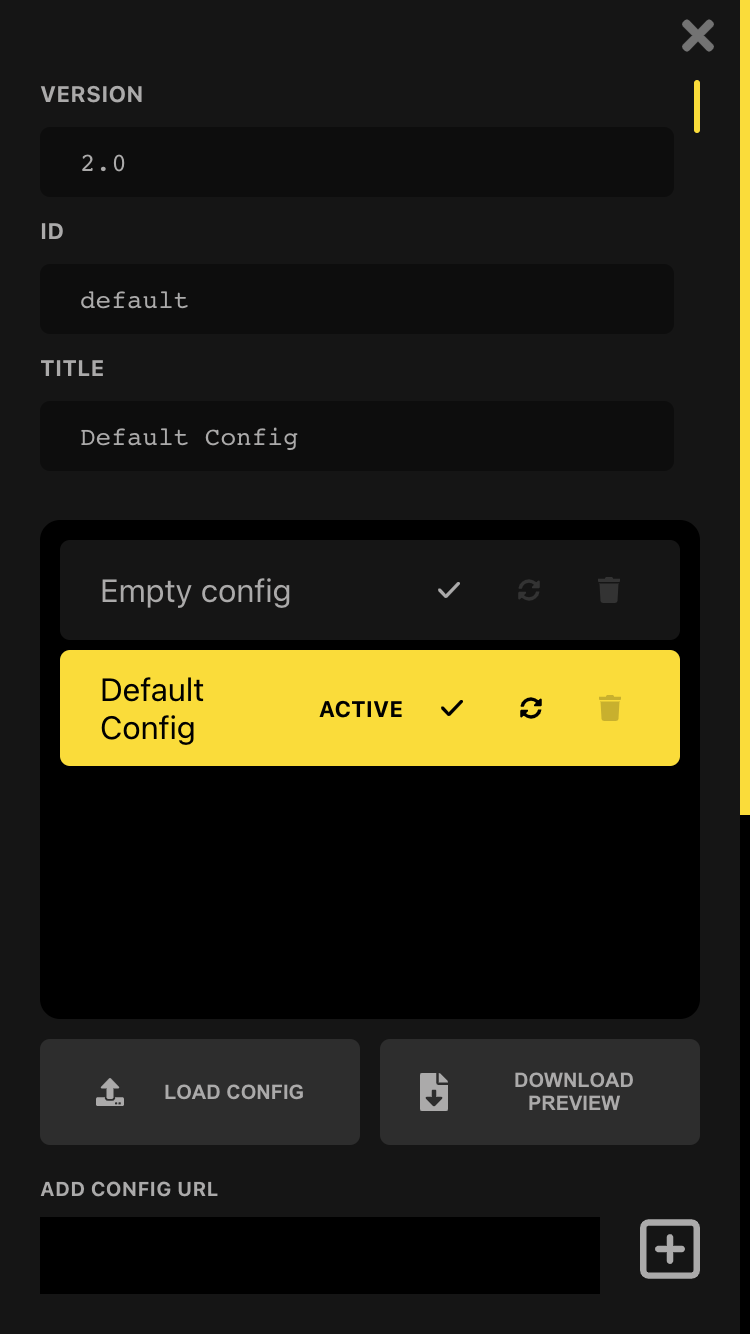 VERSION
2.0
ID
default
TITLE
Default Config
Empty config
Default
Config
ACTIVE
LOAD CONFIG
DOWNLOAD
PREVIEW
ADD CONFIG URL